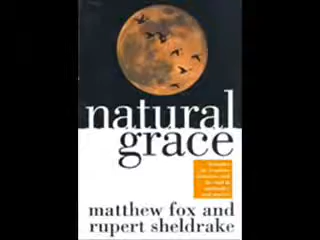 natural
grace
matthew fox and
rupert sheldrake